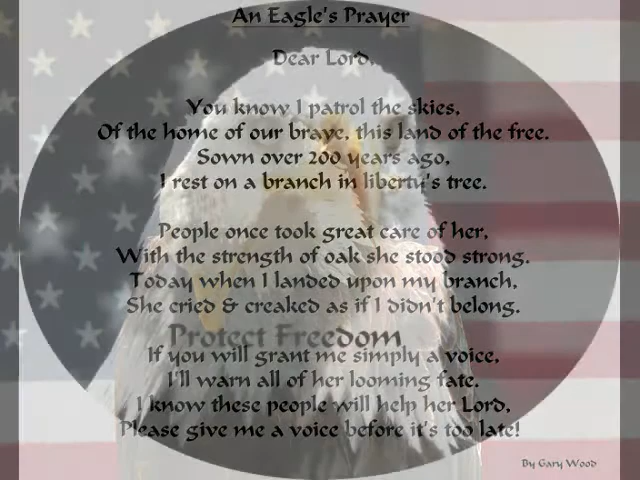 An Eagle's Prayer
Dear Lord,
You know I patrol the skies,
Of the home of our brave, this land of the free.
Sown over 200 years ago,
I rest on a branch in liberty's tree.
People once took great care of her,
With the strength of oak she stood strong.
Today when I landed upon my branch,
She cried & creaked as if I didn't belong.
Protect Freedom
If you will grant me simply a voice,
I'll warn all of her looming fate.
I know these people will help her Lord,
Please give me a voice before it's too late!
By Gary Wood